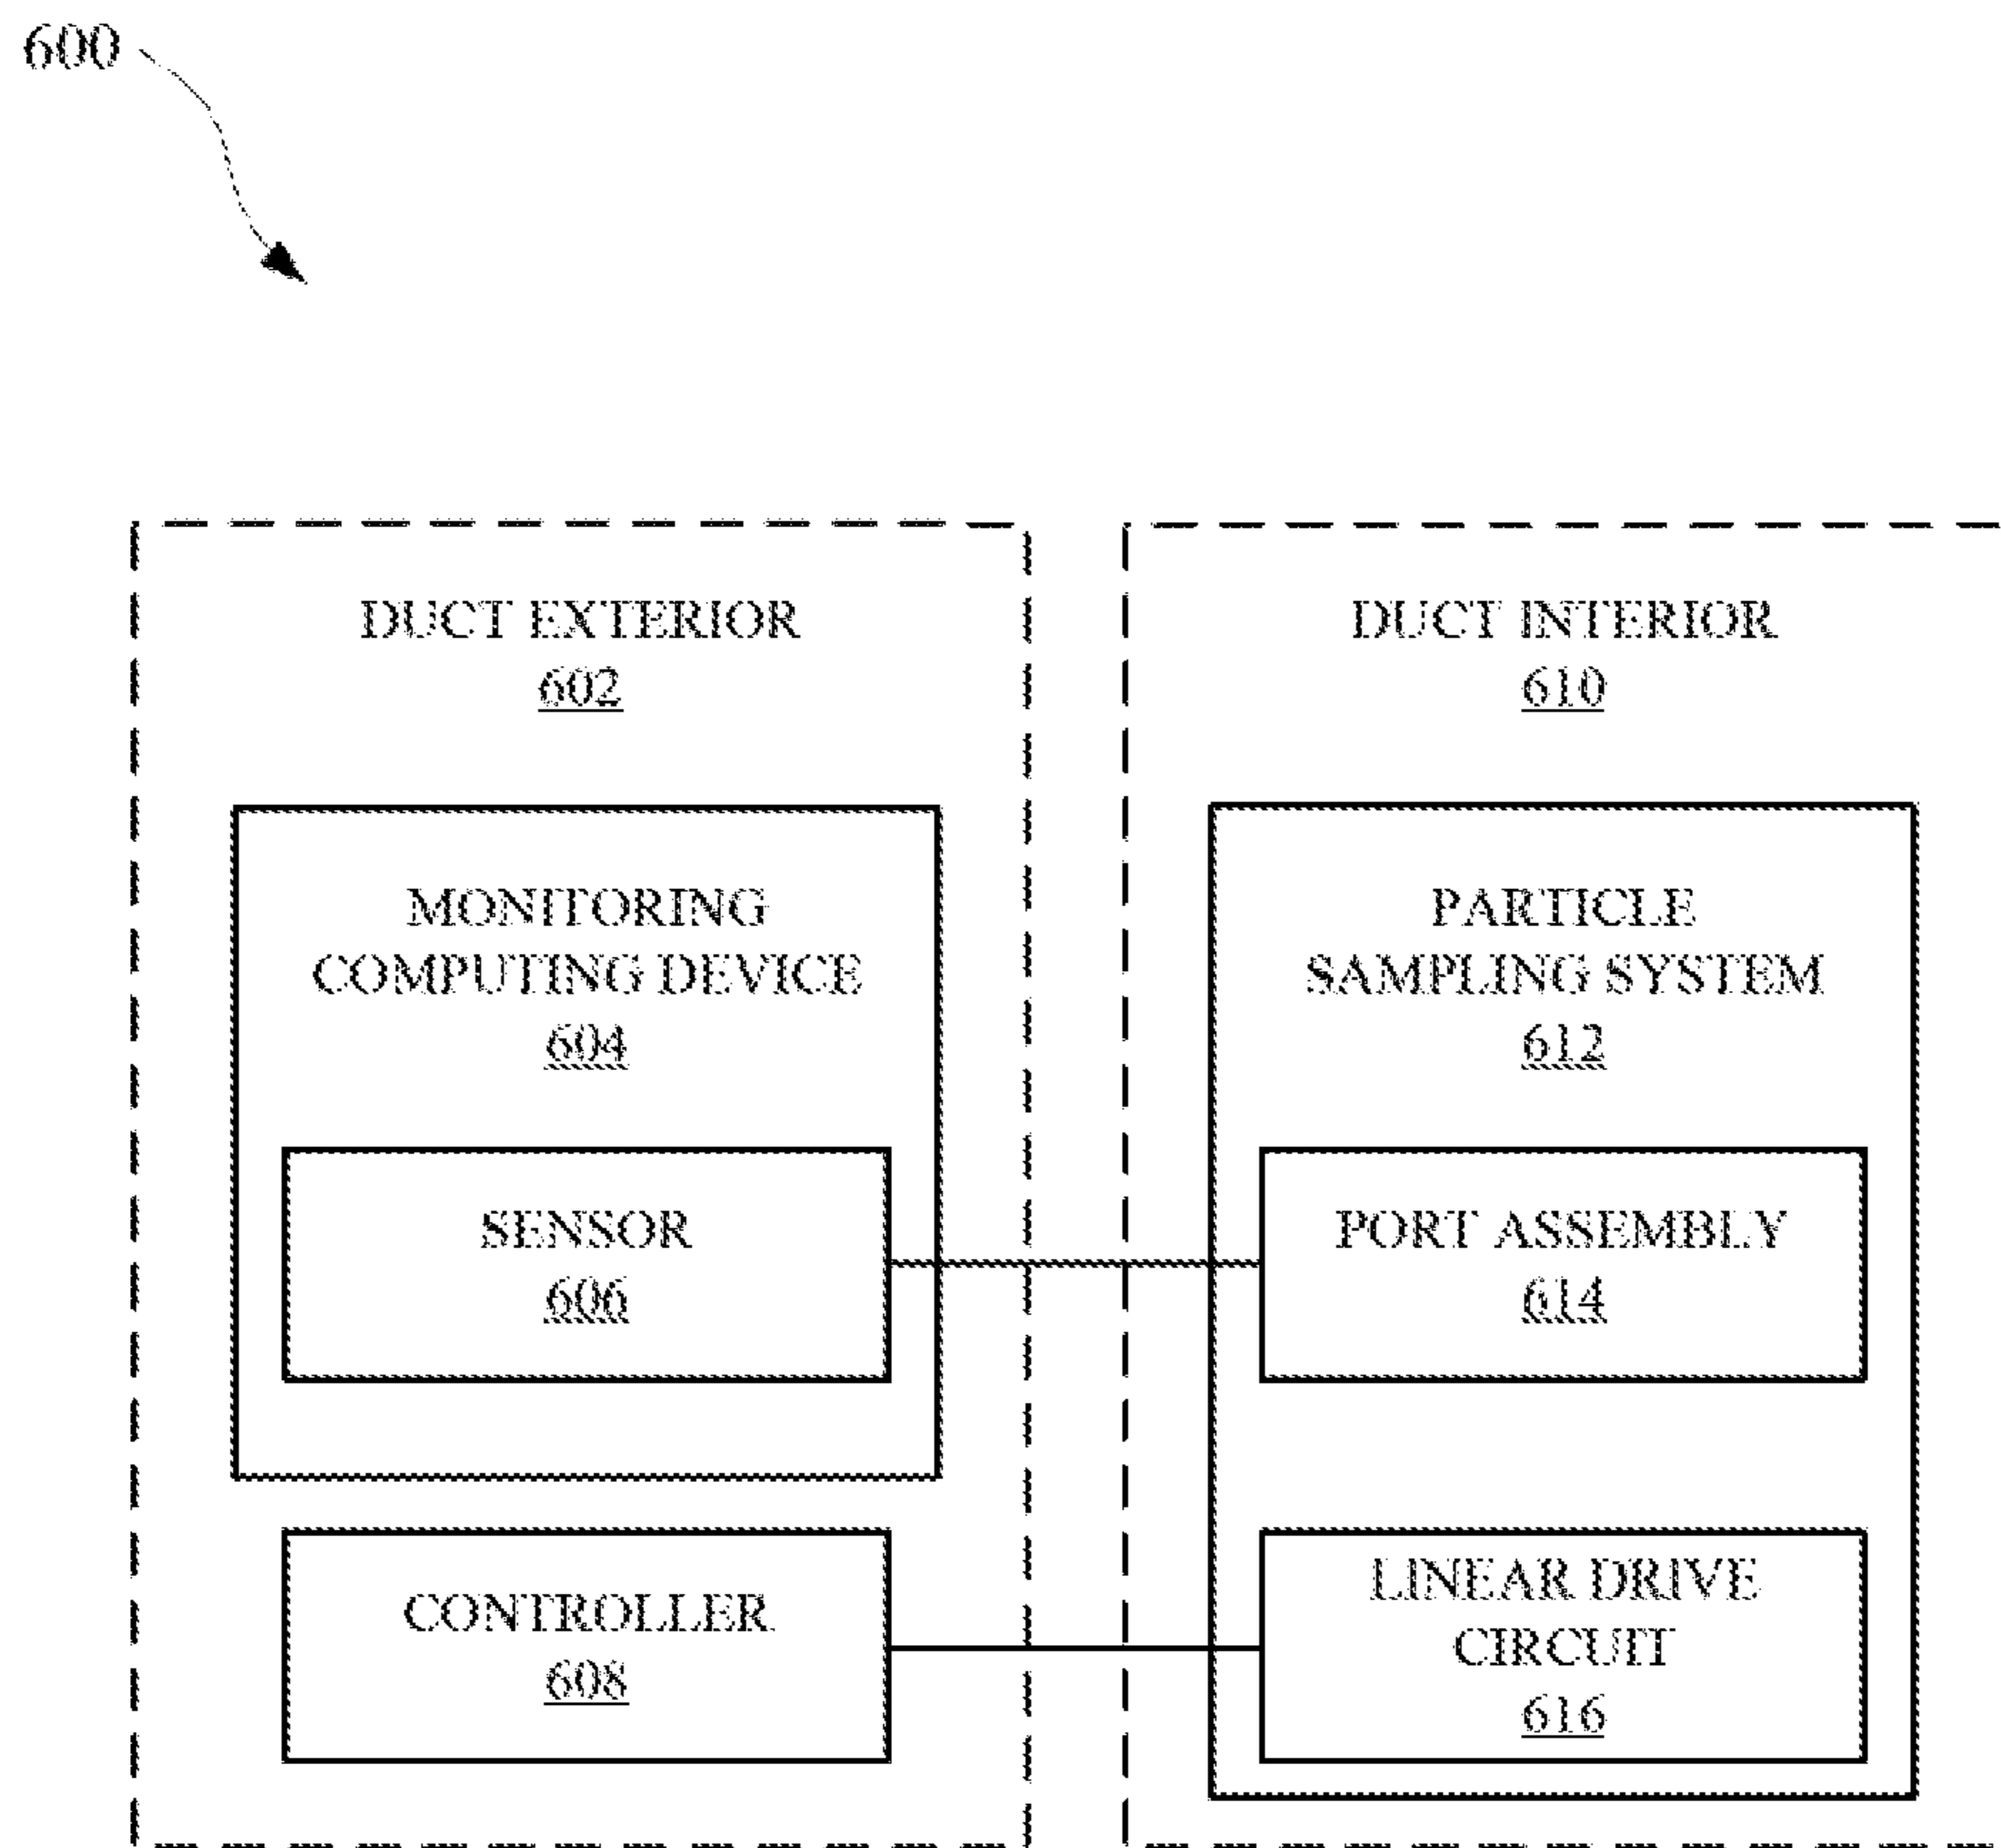 600
DUCT EXTERIOR
602
MONITORING
COMPUTING DEVICE
604
SENSOR
606
CONTROLLER
608
DUCT INTERIOR
610
PARTICLE
SAMPLING SYSTEM
612
PORT ASSEMBLY
614
LINEAR DRIVE
CIRCUIT
616